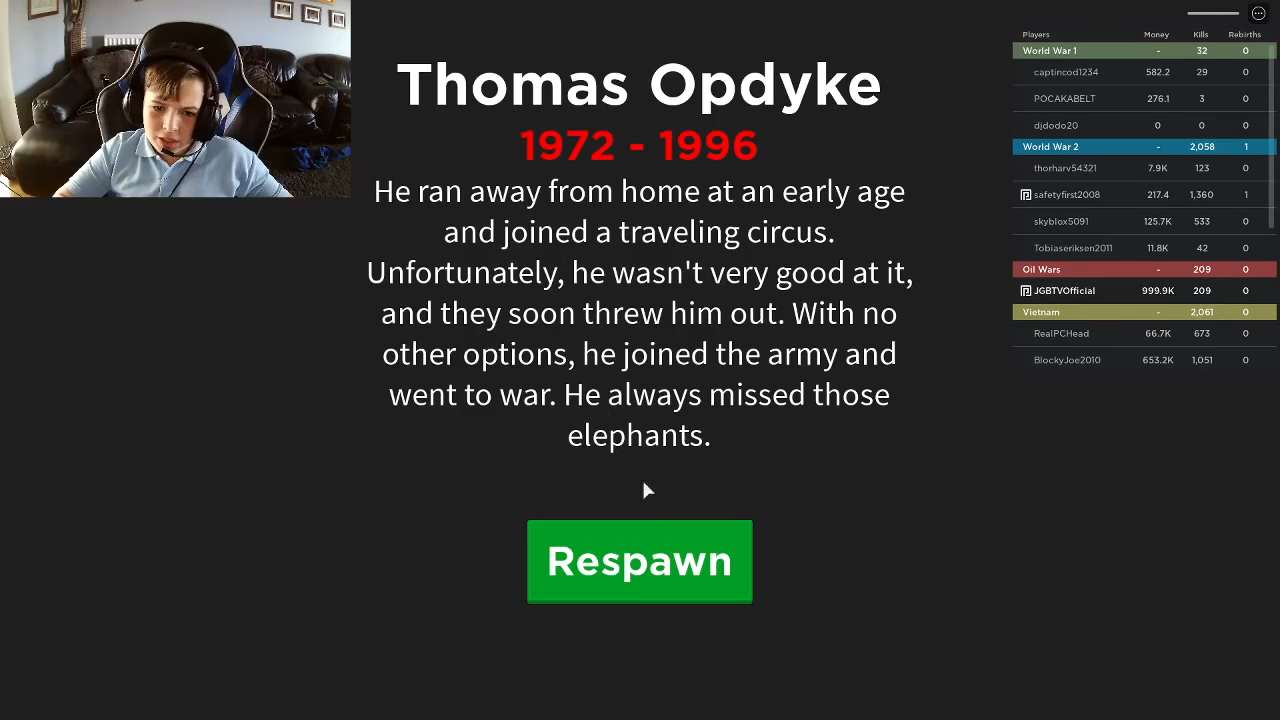 Thomas Opdyke
1972 - 1996
He ran away from home at an early age
and joined a traveling circus.
Unfortunately, he wasn't very good at it,
and they soon threw him out. With no
other options, he joined the army and
went to war. He always missed those
elephants.
Respawn
Players Money Kills Rebirths
World War 1 - 32 0
captincod1234 582.2 29 0
POCAKABELT 276.1 3 0
djdodo20 0 0 0
World War 2 - 2,058 1
thorharv54321 7.9K 123 0
safetyfirst2008 217.4 1,360 1
skyblox5091 125.7K 533 0
Tobiaseriksen2011 11.8K 42 0
Oil Wars - 209 0
JGBTVOfficial 999.9K 209 0
Vietnam - 2,061 0
RealPCHead 66.7K 673 0
BlockyJoe2010 653.2K 1,051 0